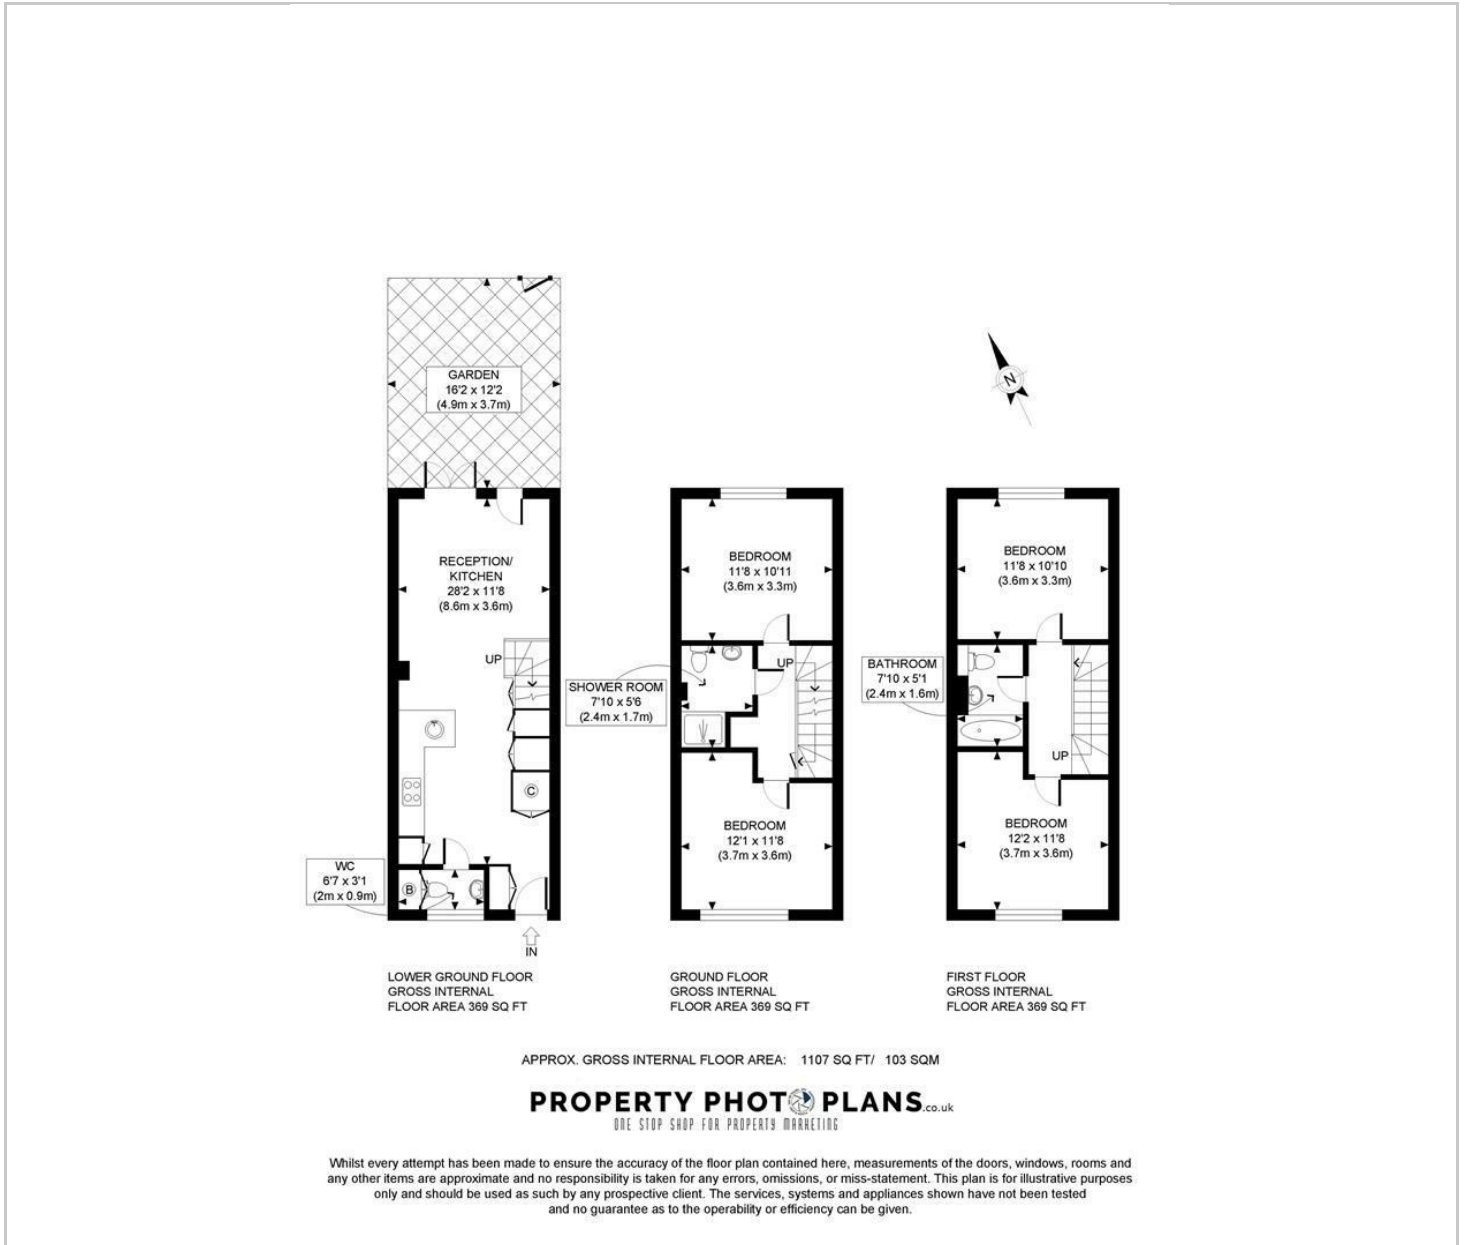 GARDEN
16'2 x 12'2
(4.9m x 3.7m)
N
RECEPTION/
KITCHEN
28'2 x 11'8
(8.6m x 3.6m)
UP
C
WC
6'7 x 3'1
(2m x 0.9m)
B
IN
BEDROOM
11'8 x 10'11
(3.6m x 3.3m)
UP
SHOWER ROOM
7'10 x 5'6
(2.4m x 1.7m)
BEDROOM
12'1 x 11'8
(3.7m x 3.6m)
BEDROOM
11'8 x 10'10
(3.6m x 3.3m)
BATHROOM
7'10 x 5'1
(2.4m x 1.6m)
UP
BEDROOM
12'2 x 11'8
(3.7m x 3.6m)
LOWER GROUND FLOOR
GROSS INTERNAL
FLOOR AREA 369 SQ FT
GROUND FLOOR
GROSS INTERNAL
FLOOR AREA 369 SQ FT
FIRST FLOOR
GROSS INTERNAL
FLOOR AREA 369 SQ FT
APPROX. GROSS INTERNAL FLOOR AREA: 1107 SQ FT/ 103 SQM
PROPERTY PHOTO PLANS.co.uk
ONE STOP SHOP FOR PROPERTY MARKETING
Whilst every attempt has been made to ensure the accuracy of the floor plan contained here, measurements of the doors, windows, rooms and
any other items are approximate and no responsibility is taken for any errors, omissions, or miss-statement. This plan is for illustrative purposes
only and should be used as such by any prospective client. The services, systems and appliances shown have not been tested
and no guarantee as to the operability or efficiency can be given.